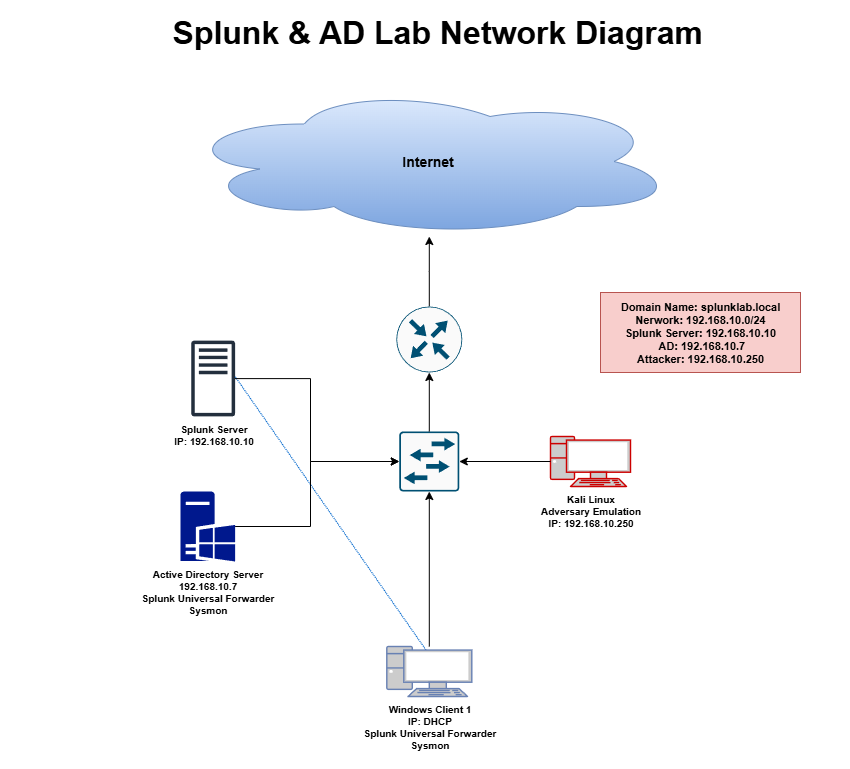 Splunk & AD Lab Network Diagram
Internet
Domain Name: splunklab.local
Nerwork: 192.168.10.0/24
Splunk Server: 192.168.10.10
AD: 192.168.10.7
Attacker: 192.168.10.250
Splunk Server
IP: 192.168.10.10
Kali Linux
Adversary Emulation
IP: 192.168.10.250
Active Directory Server
192.168.10.7
Splunk Universal Forwarder
Sysmon
Windows Client 1
IP: DHCP
Splunk Universal Forwarder
Sysmon